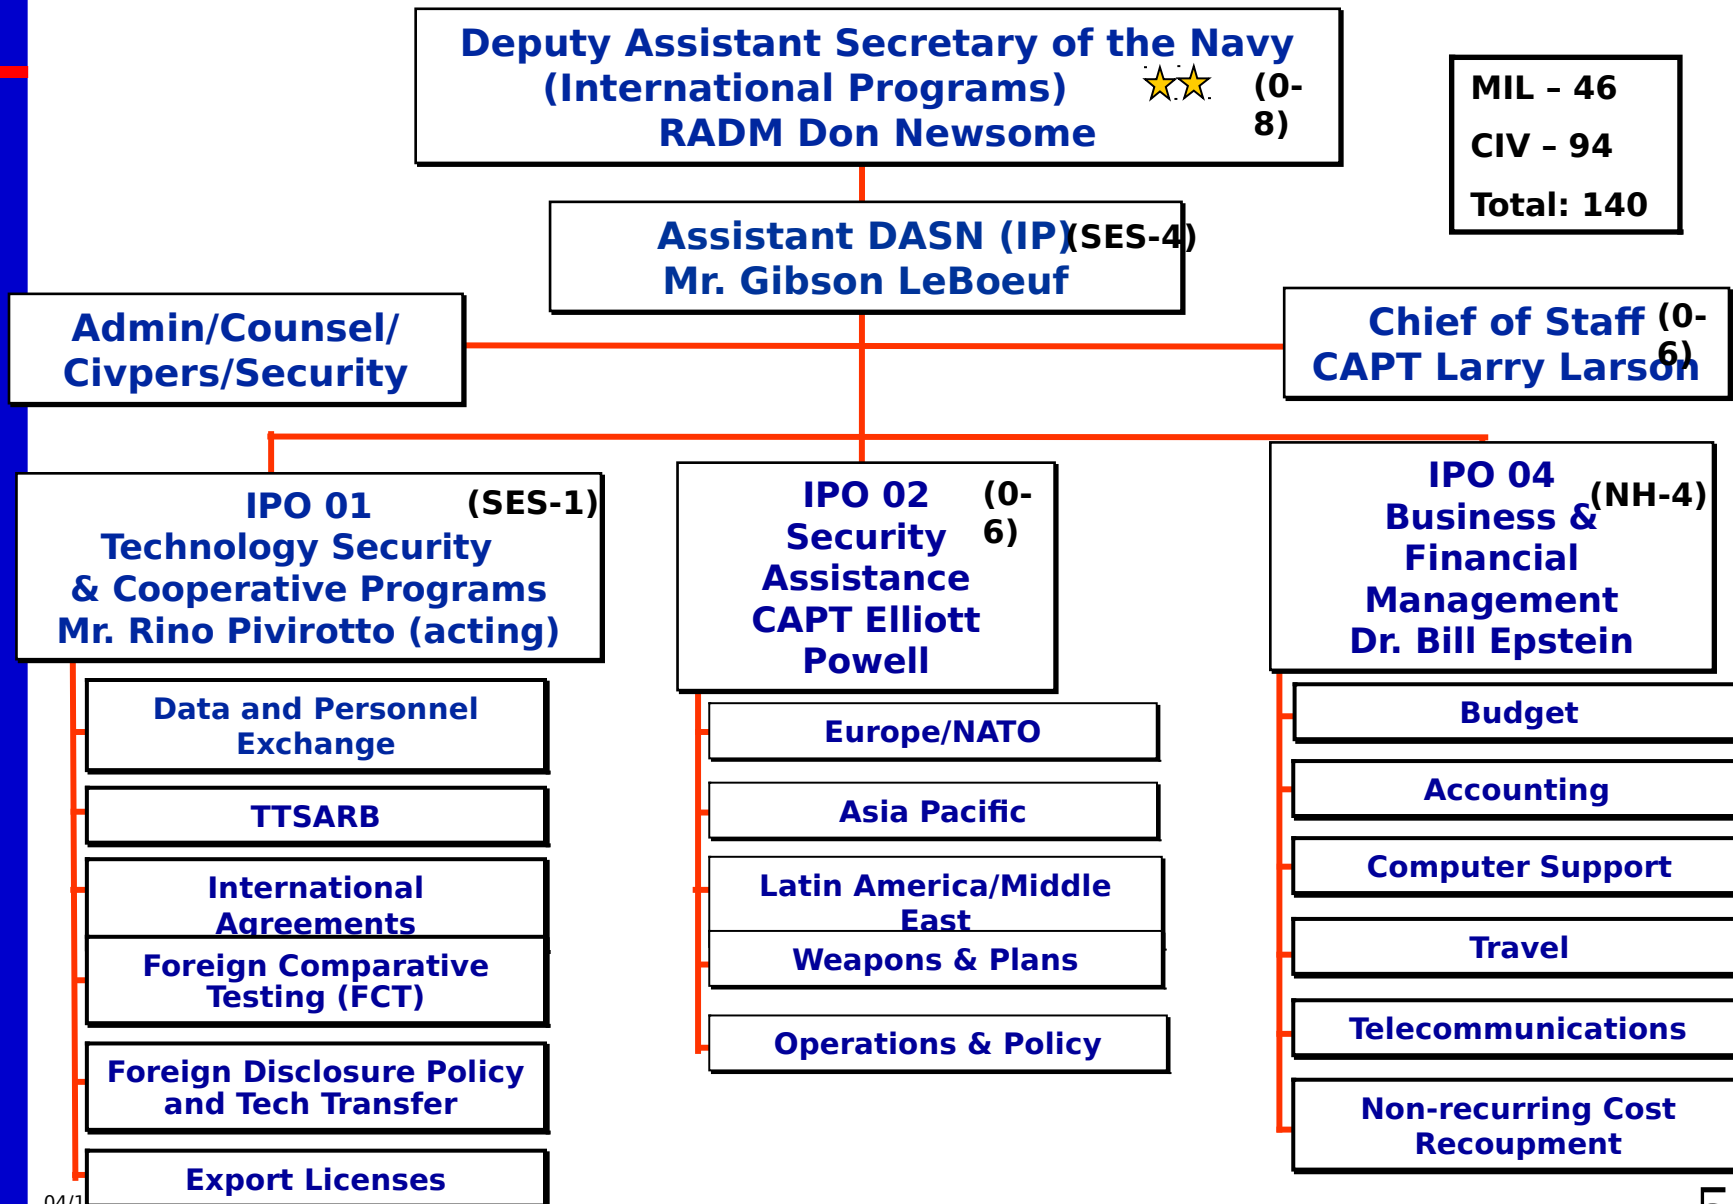 Deputy Assistant Secretary of the Navy
(International Programs)
(0-
8)
RADM Don Newsome
MIL – 46
CIV – 94
Total: 140
Assistant DASN (IP)
(SES-4)
Mr. Gibson LeBoeuf
Admin/Counsel/
Civpers/Security
Chief of Staff
(0-
6)
CAPT Larry Larson
IPO 01
(SES-1)
Technology Security
& Cooperative Programs
Mr. Rino Pivirotto (acting)
IPO 02
(0-
6)
Security
Assistance
CAPT Elliott
Powell
IPO 04
(NH-4)
Business &
Financial
Management
Dr. Bill Epstein
Data and Personnel
Exchange
TTSARB
International
Agreements
Foreign Comparative
Testing (FCT)
Foreign Disclosure Policy
and Tech Transfer
Export Licenses
Europe/NATO
Asia Pacific
Latin America/Middle
East
Weapons & Plans
Operations & Policy
Budget
Accounting
Computer Support
Travel
Telecommunications
Non-recurring Cost
Recoupment